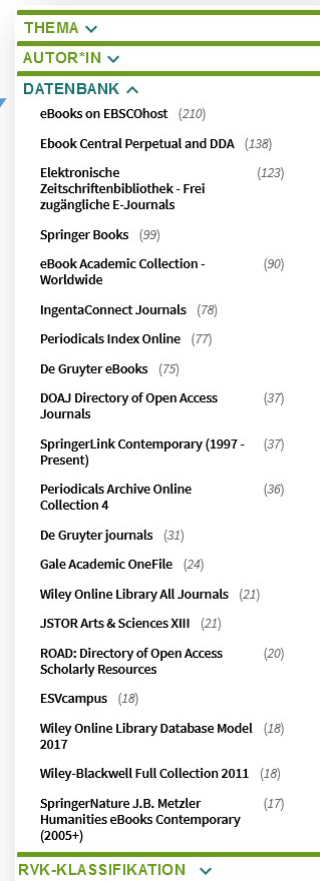 THEMA
AUTOR*IN
DATENBANK
eBooks on EBSCOhost (210)
Ebook Central Perpetual and DDA (138)
Elektronische (123)
Zeitschriftenbibliothek - Frei
zugängliche E-Journals
Springer Books (99)
eBook Academic Collection - (90)
Worldwide
IngentaConnect Journals (78)
Periodicals Index Online (77)
De Gruyter eBooks (75)
DOAJ Directory of Open Access (37)
Journals
SpringerLink Contemporary (1997 - (37)
Present)
Periodicals Archive Online (36)
Collection 4
De Gruyter journals (31)
Gale Academic OneFile (24)
Wiley Online Library All Journals (21)
JSTOR Arts & Sciences XIII (21)
ROAD: Directory of Open Access (20)
Scholarly Resources
ESVcampus (18)
Wiley Online Library Database Model (18)
2017
Wiley-Blackwell Full Collection 2011 (18)
SpringerNature J.B. Metzler (17)
Humanities eBooks Contemporary
(2005+)
RVK-KLASSIFIKATION